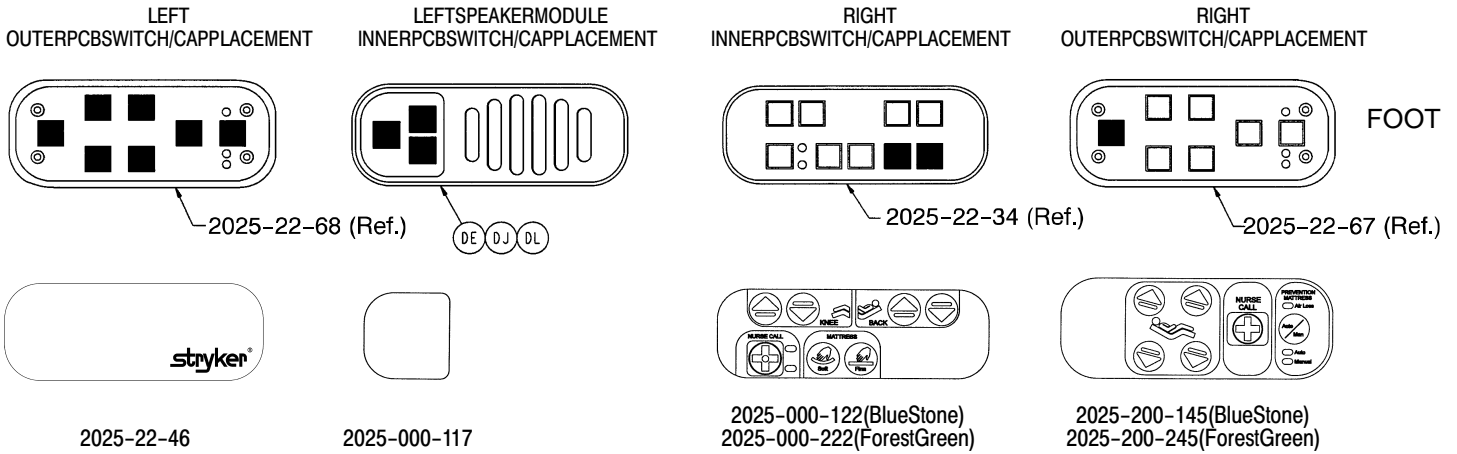 LEFT
OUTERPCBSWITCH/CAPPLACEMENT
LEFTSPEAKERMODULE
INNERPCBSWITCH/CAPPLACEMENT
RIGHT
INNERPCBSWITCH/CAPPLACEMENT
RIGHT
OUTERPCBSWITCH/CAPPLACEMENT
FOOT
2025-22-68 (Ref.)
DE DJ DL
2025-22-34 (Ref.)
2025-22-67 (Ref.)
stryker®
KNEE
BACK
NURSE CALL
MATTRESS
Soft
Firm
NURSE
CALL
PREVENTION
MATTRESS
Air Loss
Auto
Man
Auto
Manual
2025-22-46
2025-000-117
2025-000-122(BlueStone)
2025-000-222(ForestGreen)
2025-200-145(BlueStone)
2025-200-245(ForestGreen)